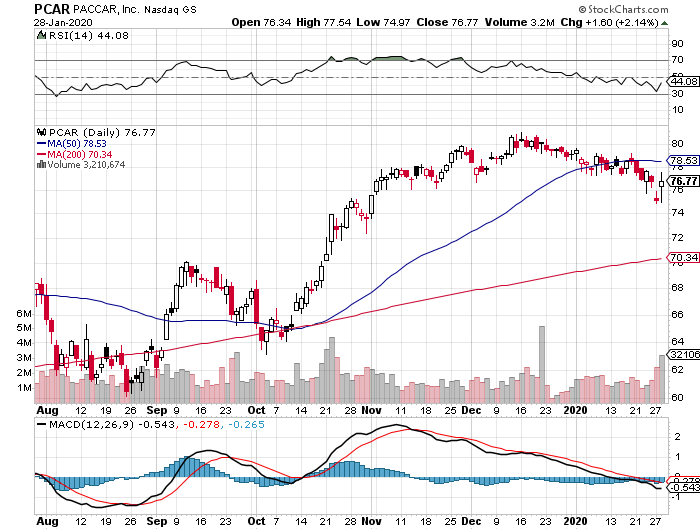 PCAR PACCAR, Inc. Nasdaq GS © StockCharts.com
28-Jan-2020 Open 76.34 High 77.54 Low 74.97 Close 76.77 Volume 3.2M Chg +1.60 (+2.14%)
RSI(14) 44.08
90
70
50
44.08
30
10
PCAR (Daily) 76.77
MA(50) 78.53
MA(200) 70.34
Volume 3,210,674
80
78.53
78
76.77
76
74
72
70.34
68
66
64
32106
62
60
6M
5M
4M
3M
2M
1M
Aug 12 19 26 Sep 9 16 23 Oct 7 14 21 28 Nov 11 18 25 Dec 9 16 23 2020 13 21 27
MACD(12,26,9) -0.543, -0.278, -0.265
2
1
0
-0.278
-0.543
Aug 12 19 26 Sep 9 16 23 Oct 7 14 21 28 Nov 11 18 25 Dec 9 16 23 2020 13 21 27